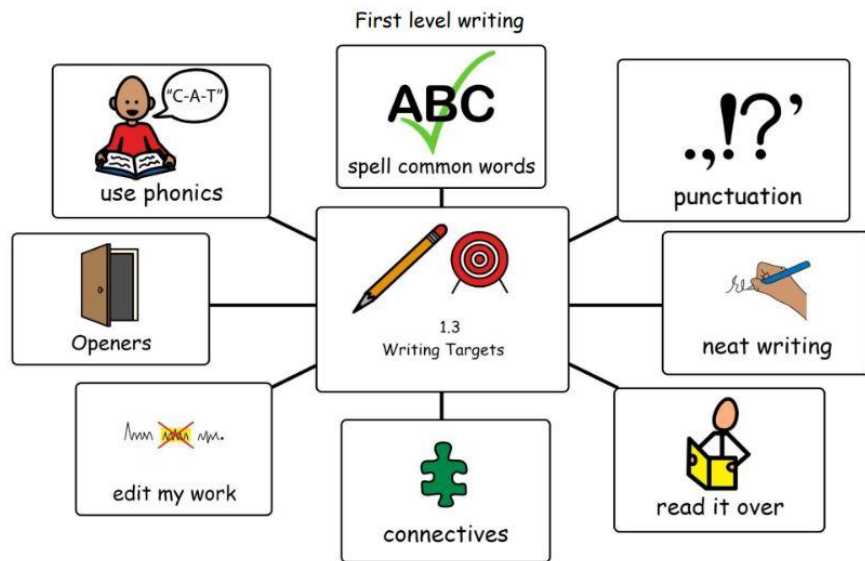 First level writing
"C-A-T"
use phonics
ABC
spell common words
.,!?’
punctuation
Openers
1.3
Writing Targets
neat writing
edit my work
connectives
read it over